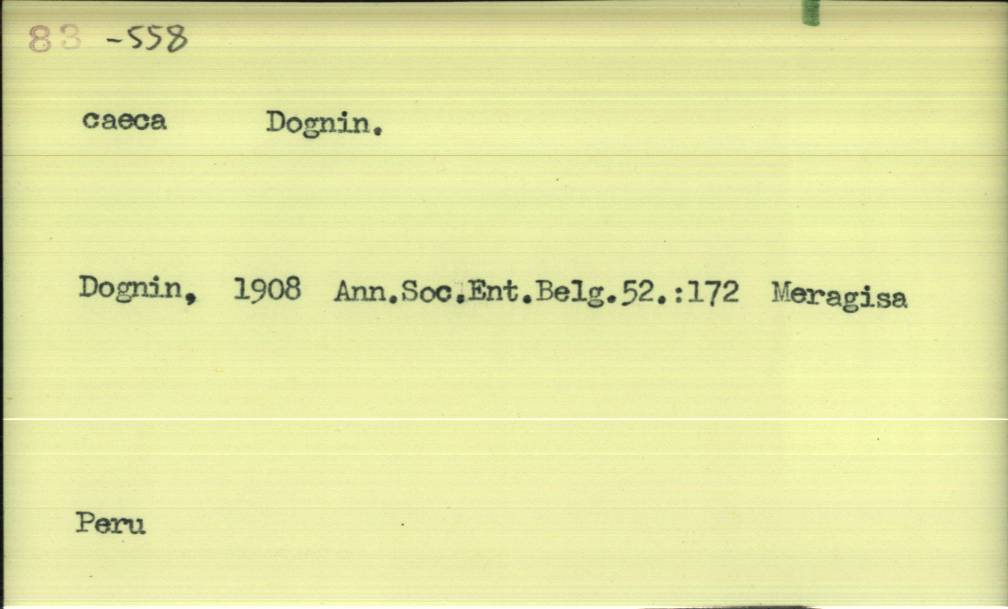 83 -558
caeca Dognin.
Dognin, 1908 Ann.Soc.Ent.Belg.52.:172 Meragisa
Peru